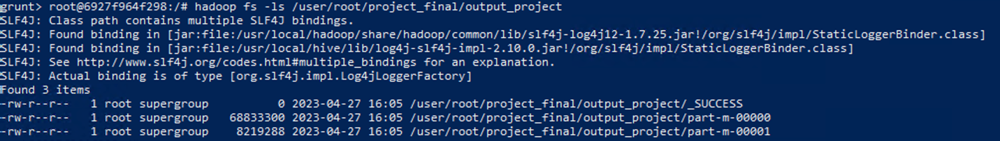 grunt> root@6927f964f298:/# hadoop fs -ls /user/root/project_final/output_project
SLF4J: Class path contains multiple SLF4J bindings.
SLF4J: Found binding in [jar:file:/usr/local/hadoop/share/hadoop/common/lib/slf4j-log4j12-1.7.25.jar!/org/slf4j/impl/StaticLoggerBinder.class]
SLF4J: Found binding in [jar:file:/usr/local/hive/lib/log4j-slf4j-impl-2.10.0.jar!/org/slf4j/impl/StaticLoggerBinder.class]
SLF4J: See http://www.slf4j.org/codes.html#multiple_bindings for an explanation.
SLF4J: Actual binding is of type [org.slf4j.impl.Log4jLoggerFactory]
Found 3 items
-rw-r--r--   1 root supergroup          0 2023-04-27 16:05 /user/root/project_final/output_project/_SUCCESS
-rw-r--r--   1 root supergroup   68833300 2023-04-27 16:05 /user/root/project_final/output_project/part-m-00000
-rw-r--r--   1 root supergroup    8219288 2023-04-27 16:05 /user/root/project_final/output_project/part-m-00001